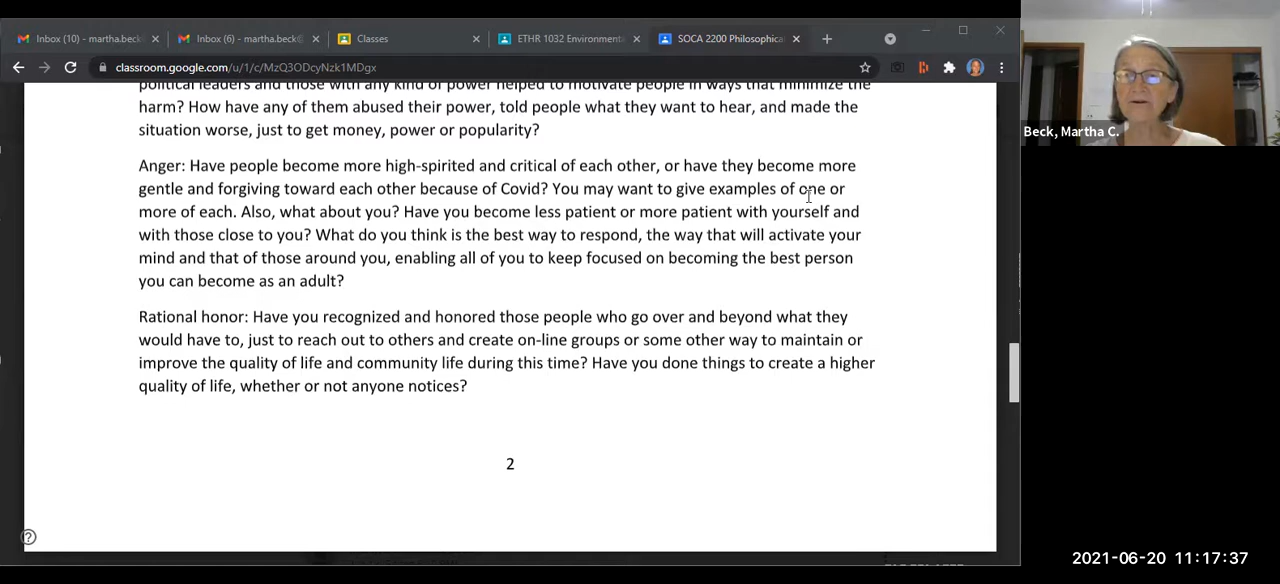 Inbox (10) - martha.beck
Inbox (6) - martha.beck@
Classes
ETHR 1032 Environmenta
SOCA 2200 Philosophica
classroom.google.com/u/1/c/MzQ3ODcyNzk1MDgx
political leaders and those with any kind of power helped to motivate people in ways that minimize the
harm? How have any of them abused their power, told people what they want to hear, and made the
situation worse, just to get money, power or popularity?
Anger: Have people become more high-spirited and critical of each other, or have they become more
gentle and forgiving toward each other because of Covid? You may want to give examples of one or
more of each. Also, what about you? Have you become less patient or more patient with yourself and
with those close to you? What do you think is the best way to respond, the way that will activate your
mind and that of those around you, enabling all of you to keep focused on becoming the best person
you can become as an adult?
Rational honor: Have you recognized and honored those people who go over and beyond what they
would have to, just to reach out to others and create on-line groups or some other way to maintain or
improve the quality of life and community life during this time? Have you done things to create a higher
quality of life, whether or not anyone notices?
2
Beck, Martha C.
2021-06-20 11:17:37